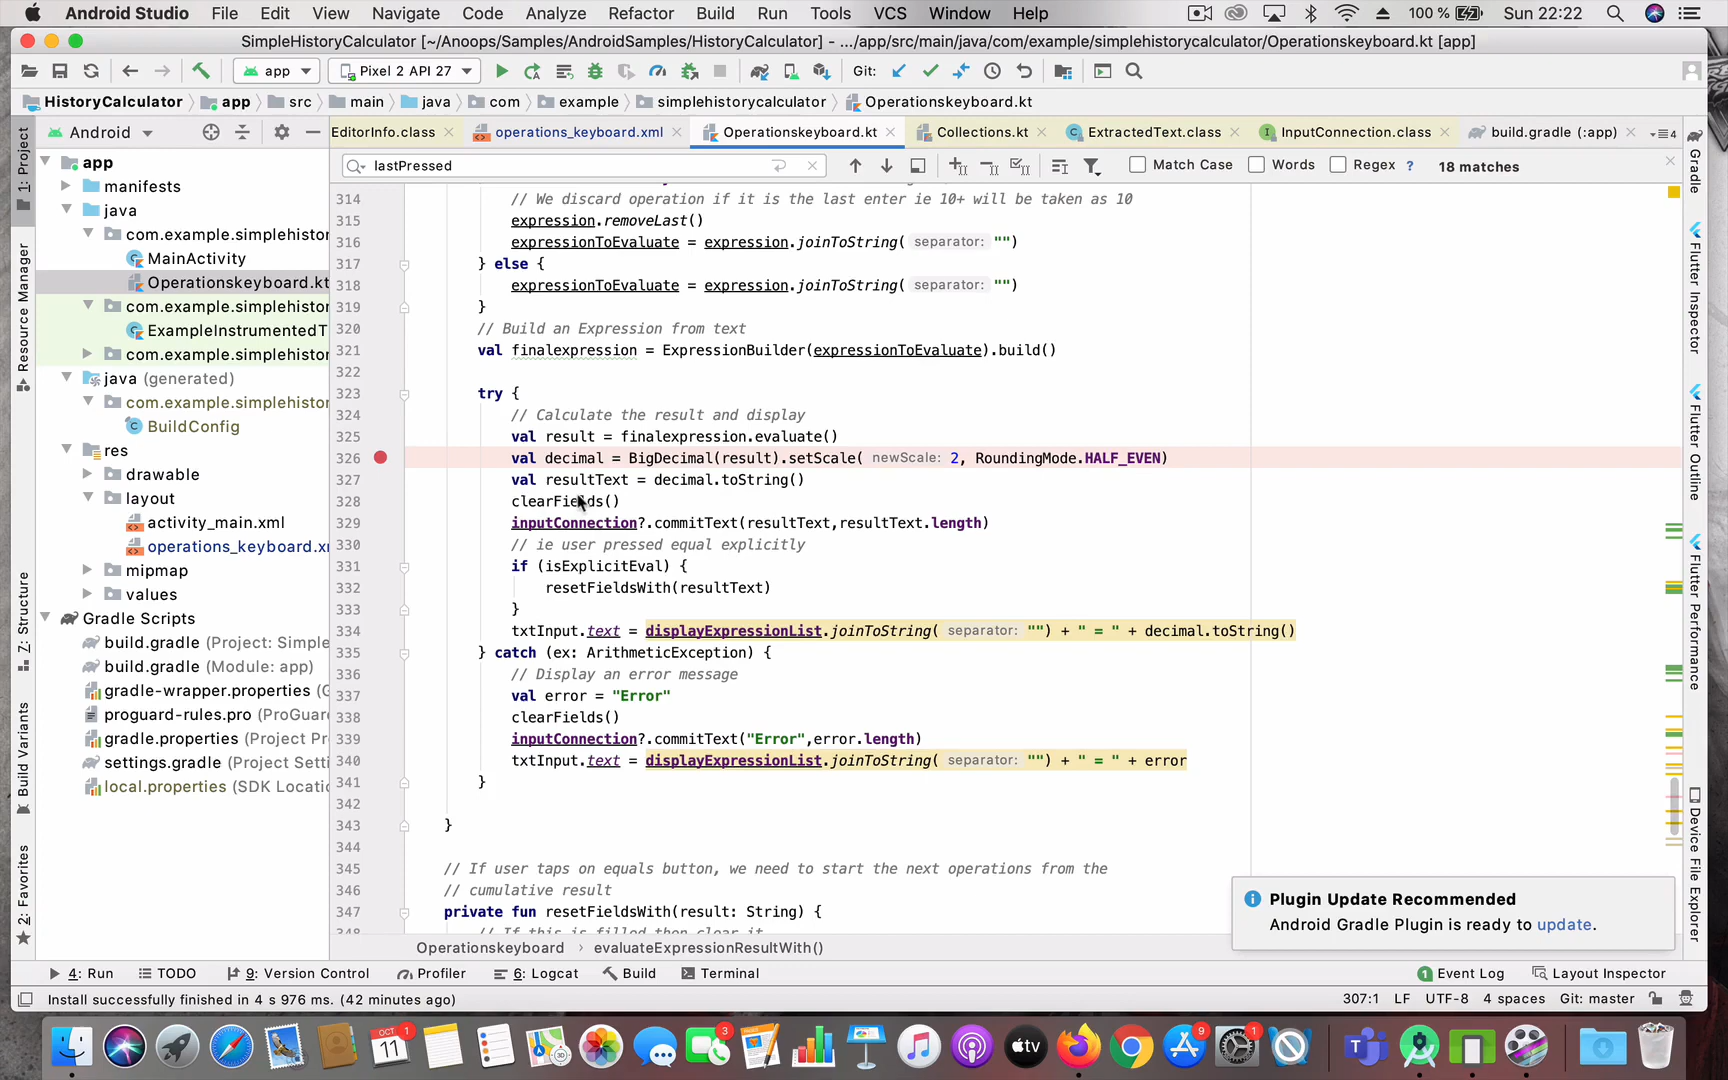 Android Studio File Edit View Navigate Code Analyze Refactor Build Run Tools VCS Window Help 100 % Sun 22:22
SimpleHistoryCalculator [~/Anoops/Samples/AndroidSamples/HistoryCalculator] - .../app/src/main/java/com/example/simplehistorycalculator/Operationskeyboard.kt [app]
app Pixel 2 API 27 Git:
HistoryCalculator app src main java com example simplehistorycalculator Operationskeyboard.kt
Android EditorInfo.class operations_keyboard.xml Operationskeyboard.kt Collections.kt ExtractedText.class InputConnection.class build.gradle (:app) 4
lastPressed Match Case Words Regex ? 18 matches
1: Project
Resource Manager
Z: Structure
Build Variants
2: Favorites
app
manifests
java
com.example.simplehistor
MainActivity
Operationskeyboard.kt
com.example.simplehistor
ExampleInstrumentedT
com.example.simplehistor
java (generated)
com.example.simplehistor
BuildConfig
res
drawable
layout
activity_main.xml
operations_keyboard.x
mipmap
values
Gradle Scripts
build.gradle (Project: Simple
build.gradle (Module: app)
gradle-wrapper.properties (G
proguard-rules.pro (ProGuar
gradle.properties (Project Pr
settings.gradle (Project Setti
local.properties (SDK Locatio
314 // We discard operation if it is the last enter ie 10+ will be taken as 10
315 expression.removeLast()
316 expressionToEvaluate = expression.joinToString( separator: "")
317 } else {
318 expressionToEvaluate = expression.joinToString( separator: "")
319 }
320 // Build an Expression from text
321 val finalexpression = ExpressionBuilder(expressionToEvaluate).build()
322
323 try {
324 // Calculate the result and display
325 val result = finalexpression.evaluate()
326 val decimal = BigDecimal(result).setScale( newScale: 2, RoundingMode.HALF_EVEN)
327 val resultText = decimal.toString()
328 clearFields()
329 inputConnection?.commitText(resultText,resultText.length)
330 // ie user pressed equal explicitly
331 if (isExplicitEval) {
332 resetFieldsWith(resultText)
333 }
334 txtInput.text = displayExpressionList.joinToString( separator: "") + " = " + decimal.toString()
335 } catch (ex: ArithmeticException) {
336 // Display an error message
337 val error = "Error"
338 clearFields()
339 inputConnection?.commitText("Error",error.length)
340 txtInput.text = displayExpressionList.joinToString( separator: "") + " = " + error
341 }
342
343 }
344
345 // If user taps on equals button, we need to start the next operations from the
346 // cumulative result
347 private fun resetFieldsWith(result: String) {
348 // If this is filled then clear it
Gradle
Flutter Inspector
Flutter Outline
Flutter Performance
Device File Explorer
Plugin Update Recommended
Android Gradle Plugin is ready to update.
Operationskeyboard evaluateExpressionResultWith()
4: Run TODO 9: Version Control Profiler 6: Logcat Build Terminal 1 Event Log Layout Inspector
Install successfully finished in 4 s 976 ms. (42 minutes ago) 307:1 LF UTF-8 4 spaces Git: master
OCT 11 1 3 tv 9 1